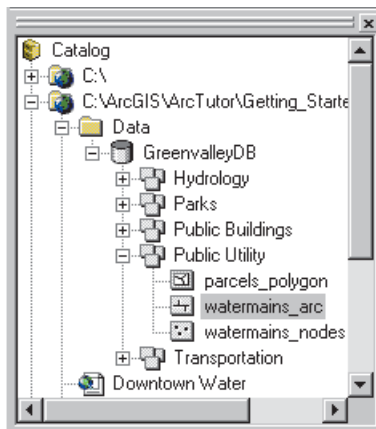 Catalog
C:\
C:\ArcGIS\ArcTutor\Getting_Starte
Data
GreenvalleyDB
Hydrology
Parks
Public Buildings
Public Utility
parcels_polygon
watermains_arc
watermains_nodes
Transportation
Downtown Water